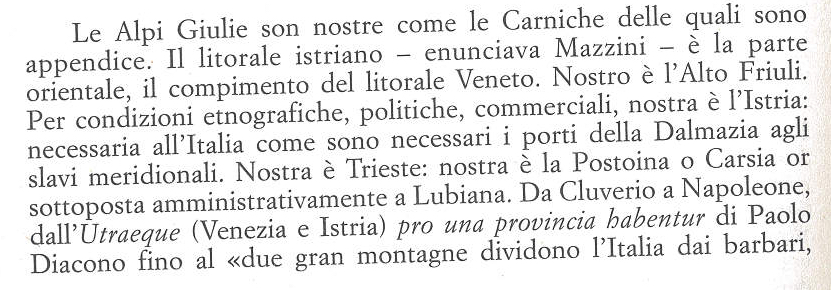 Le Alpi Giulie son nostre come le Carniche delle quali sono
appendice. Il litorale istriano – enunciava Mazzini – è la parte
orientale, il compimento del litorale Veneto. Nostro è l'Alto Friuli.
Per condizioni etnografiche, politiche, commerciali, nostra è l'Istria:
necessaria all'Italia come sono necessari i porti della Dalmazia agli
slavi meridionali. Nostra è Trieste: nostra è la Postoina o Carsia or
sottoposta amministrativamente a Lubiana. Da Cluverio a Napoleone,
dall'Utraeque (Venezia e Istria) pro una provincia habentur di Paolo
Diacono fino al «due gran montagne dividono l'Italia dai barbari,